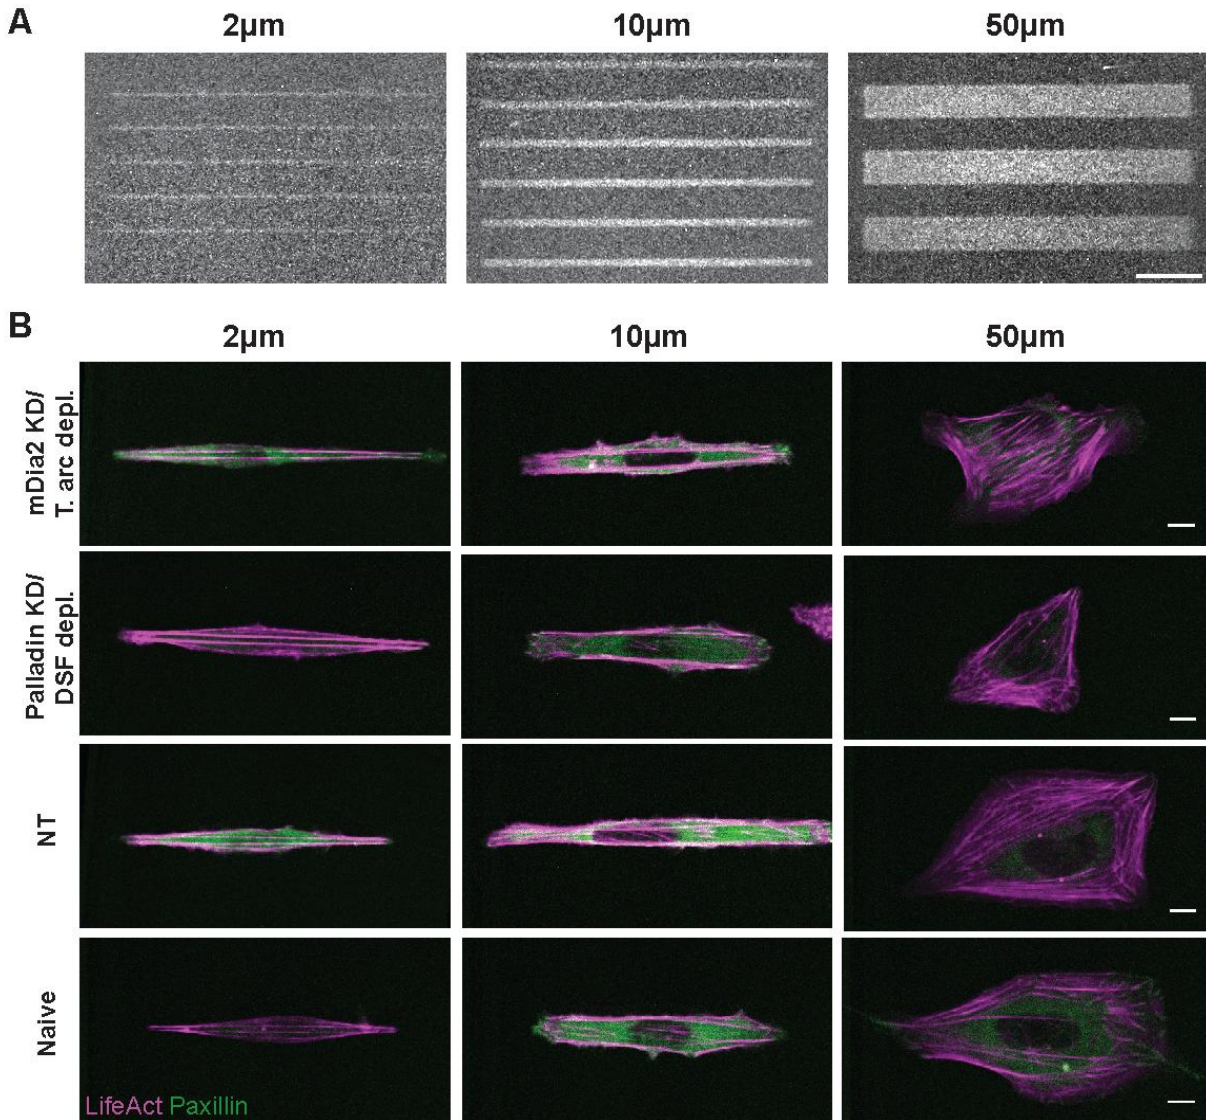 A
2µm 10µm 50µm
B
2µm 10µm 50µm
mDia2 KD/
T. arc depl.
Palladin KD/
DSF depl.
NT
Naive
LifeAct Paxillin